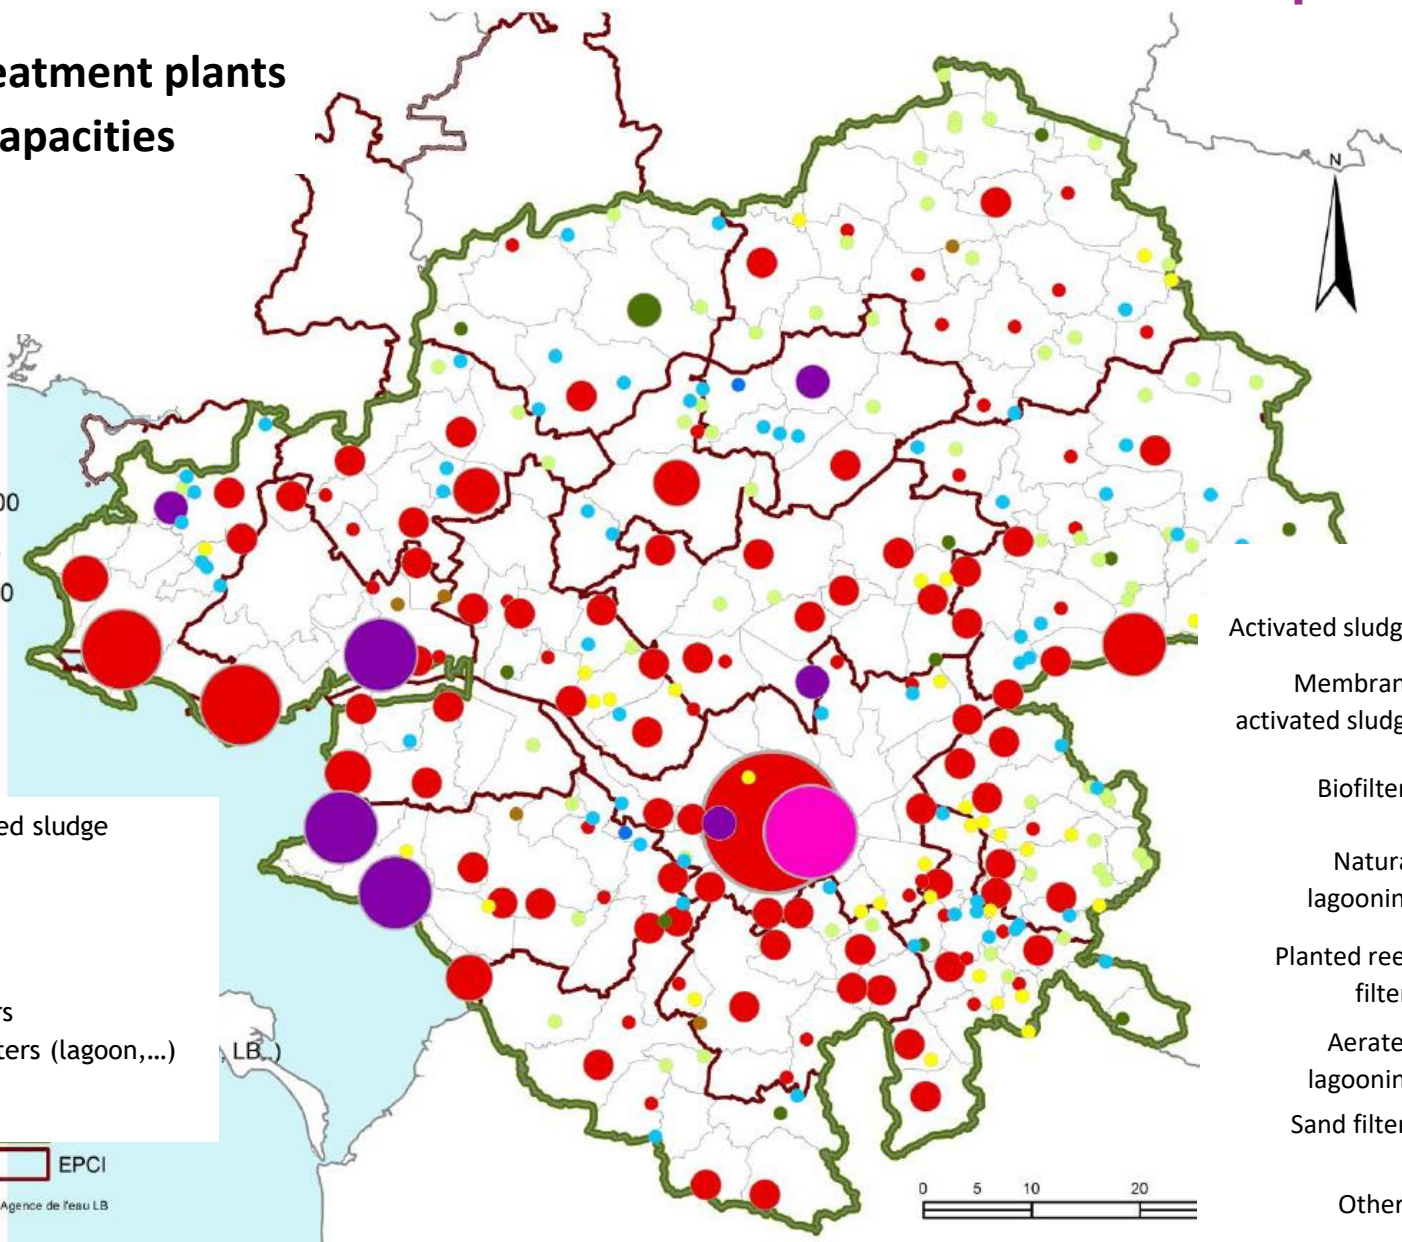 eatment plants
apacities
N
00
0
ed sludge
rs
ters (lagoon,...)
LB.)
EPCI
Agence de l'eau LB
Activated sludg
Membran
activated sludg
Biofilter
Natura
lagoonin
Planted ree
filter
Aerate
lagoonin
Sand filter
Other
0 5 10 20